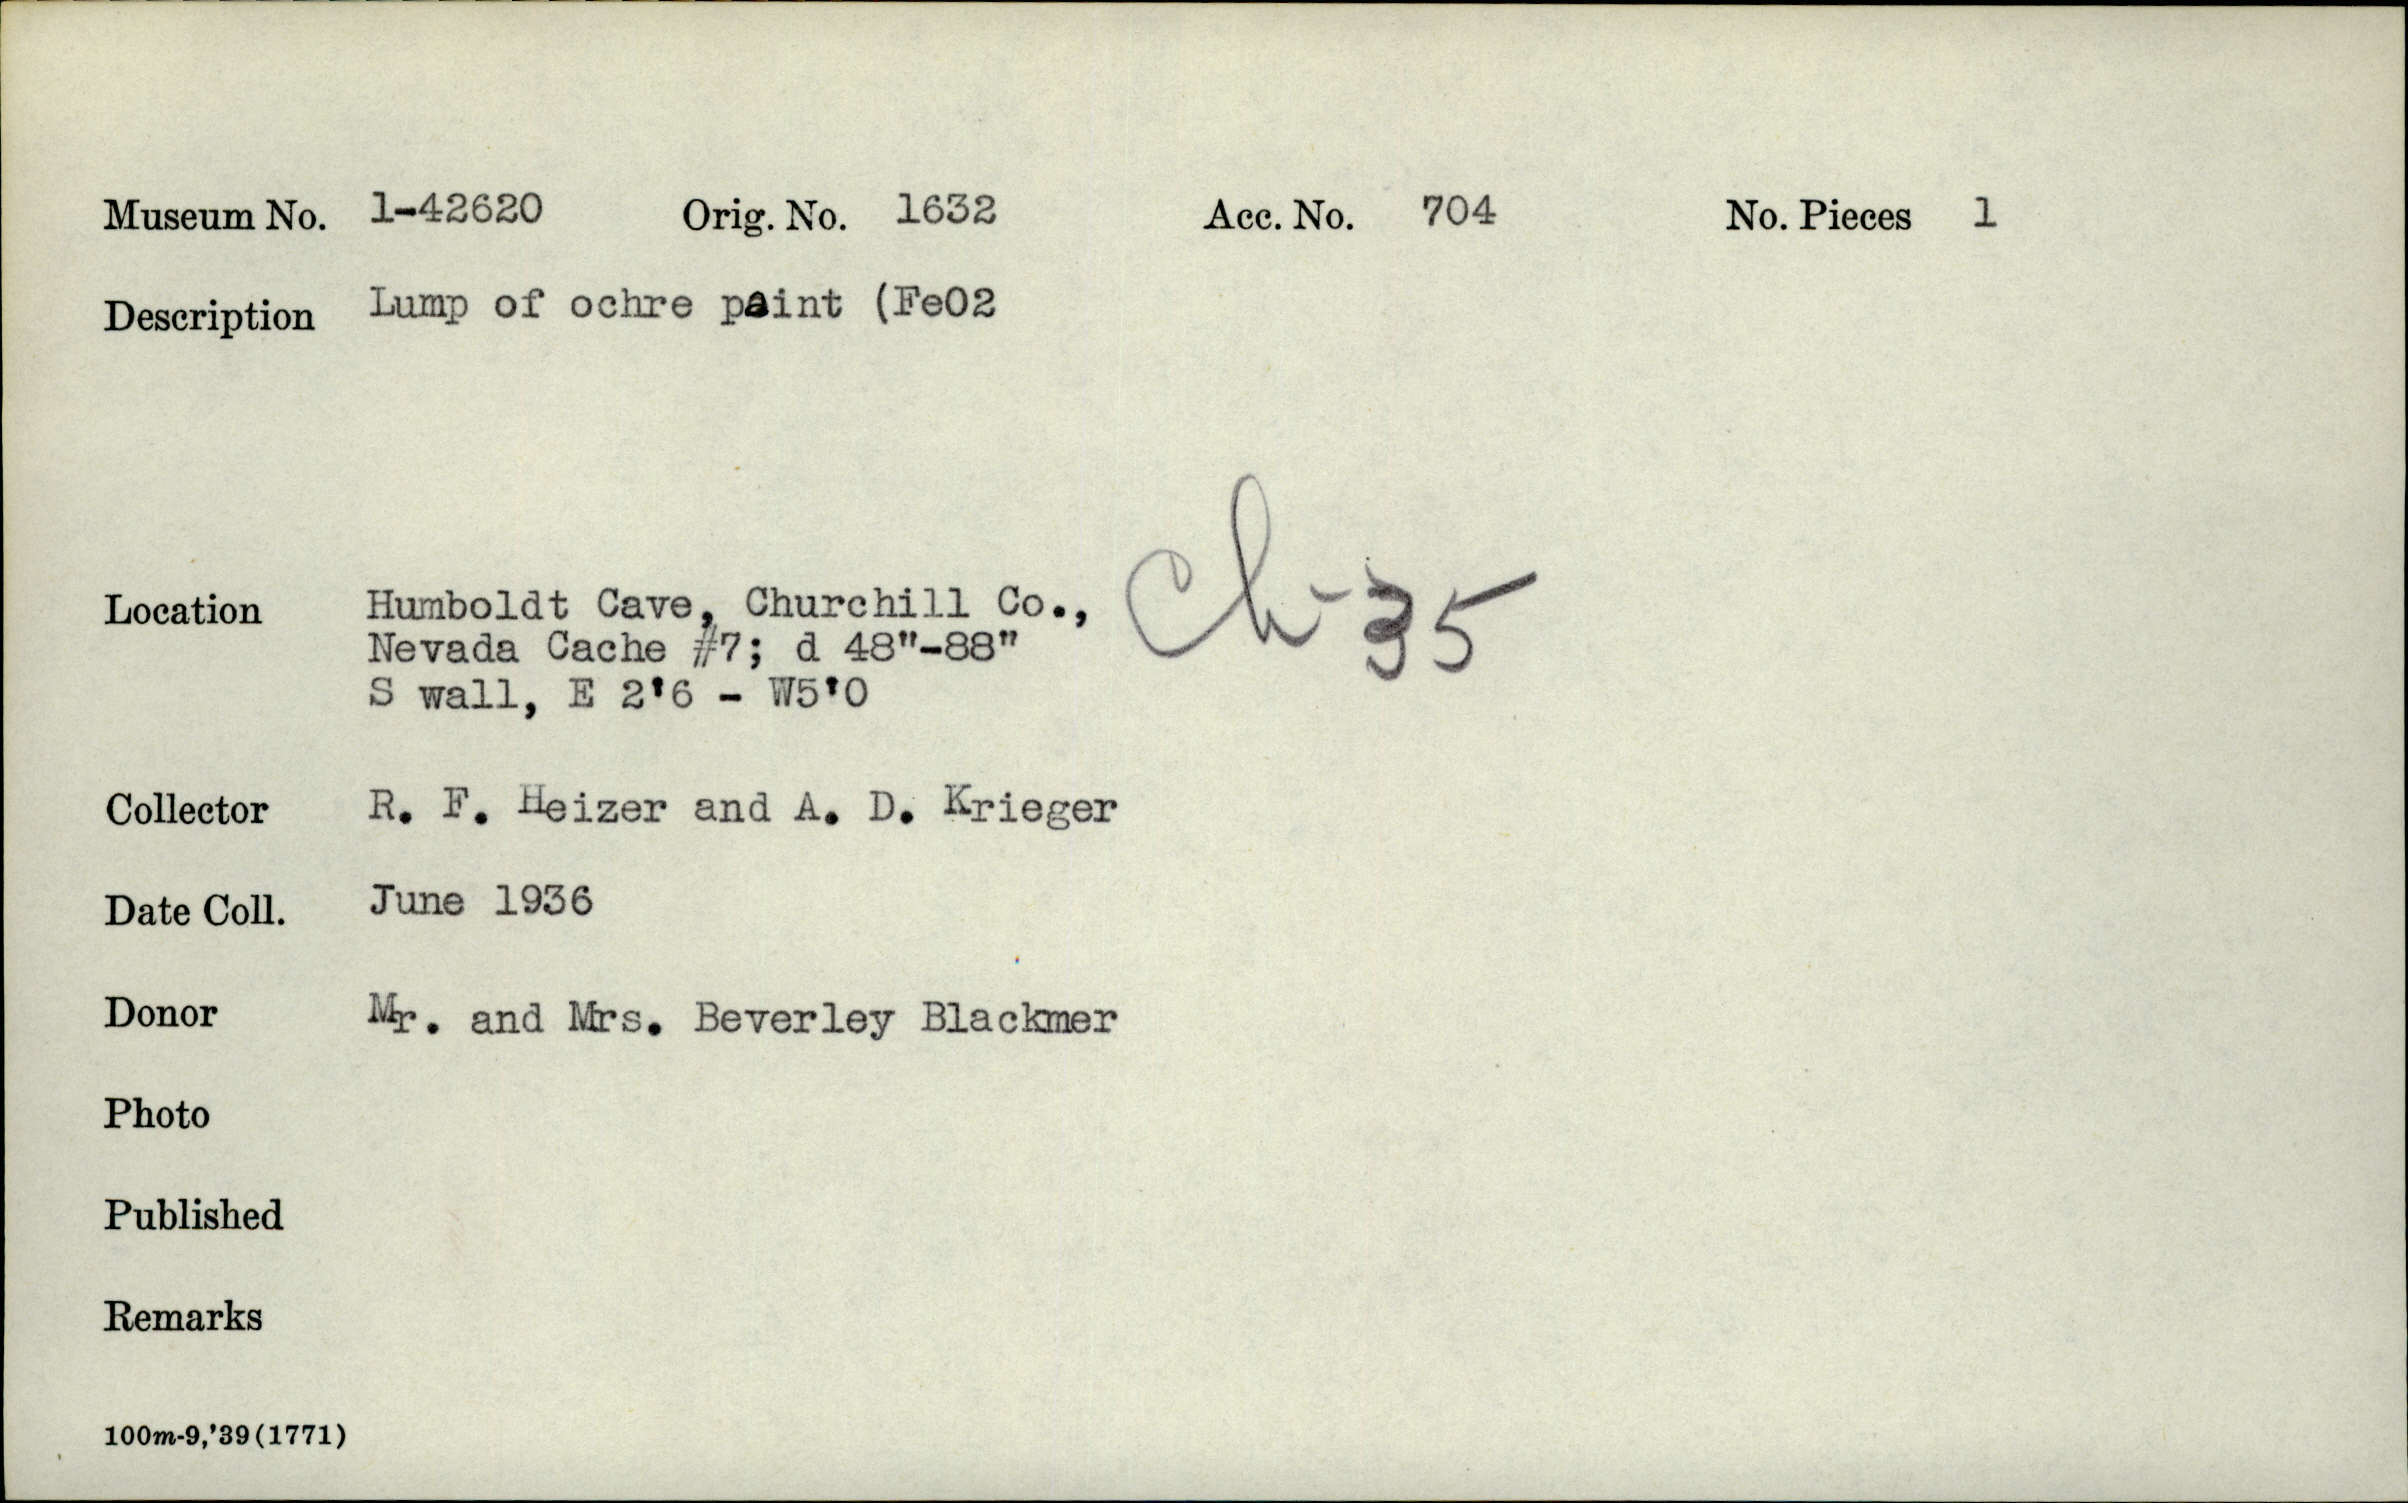 Museum No. 1-42620 Orig. No. 1632 Acc. No. 704 No. Pieces 1
Description Lump of ochre paint (FeO2
Location Humboldt Cave, Churchill Co.,
Nevada Cache #7; d 48"-88"
S wall, E 2'6 - W5'0
Ch-35
Collector R. F. Heizer and A. D. Krieger
Date Coll. June 1936
Donor Mr. and Mrs. Beverley Blackmer
Photo
Published
Remarks
100m-9,'39(1771)